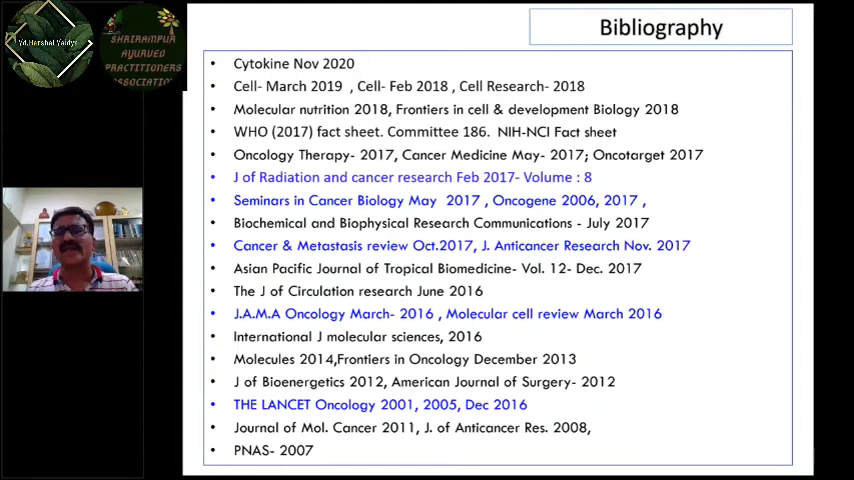 Yd.Harshal Vaidya
SHRIRAMPUR
AYURVED
PRACTITIONERS
ASSOCIATION
Bibliography
• Cytokine Nov 2020
• Cell- March 2019 , Cell- Feb 2018 , Cell Research- 2018
• Molecular nutrition 2018, Frontiers in cell & development Biology 2018
• WHO (2017) fact sheet. Committee 186. NIH-NCI Fact sheet
• Oncology Therapy- 2017, Cancer Medicine May- 2017; Oncotarget 2017
• J of Radiation and cancer research Feb 2017- Volume : 8
• Seminars in Cancer Biology May 2017 , Oncogene 2006, 2017 ,
• Biochemical and Biophysical Research Communications - July 2017
• Cancer & Metastasis review Oct.2017, J. Anticancer Research Nov. 2017
• Asian Pacific Journal of Tropical Biomedicine- Vol. 12- Dec. 2017
• The J of Circulation research June 2016
• J.A.M.A Oncology March- 2016 , Molecular cell review March 2016
• International J molecular sciences, 2016
• Molecules 2014,Frontiers in Oncology December 2013
• J of Bioenergetics 2012, American Journal of Surgery- 2012
• THE LANCET Oncology 2001, 2005, Dec 2016
• Journal of Mol. Cancer 2011, J. of Anticancer Res. 2008,
• PNAS- 2007